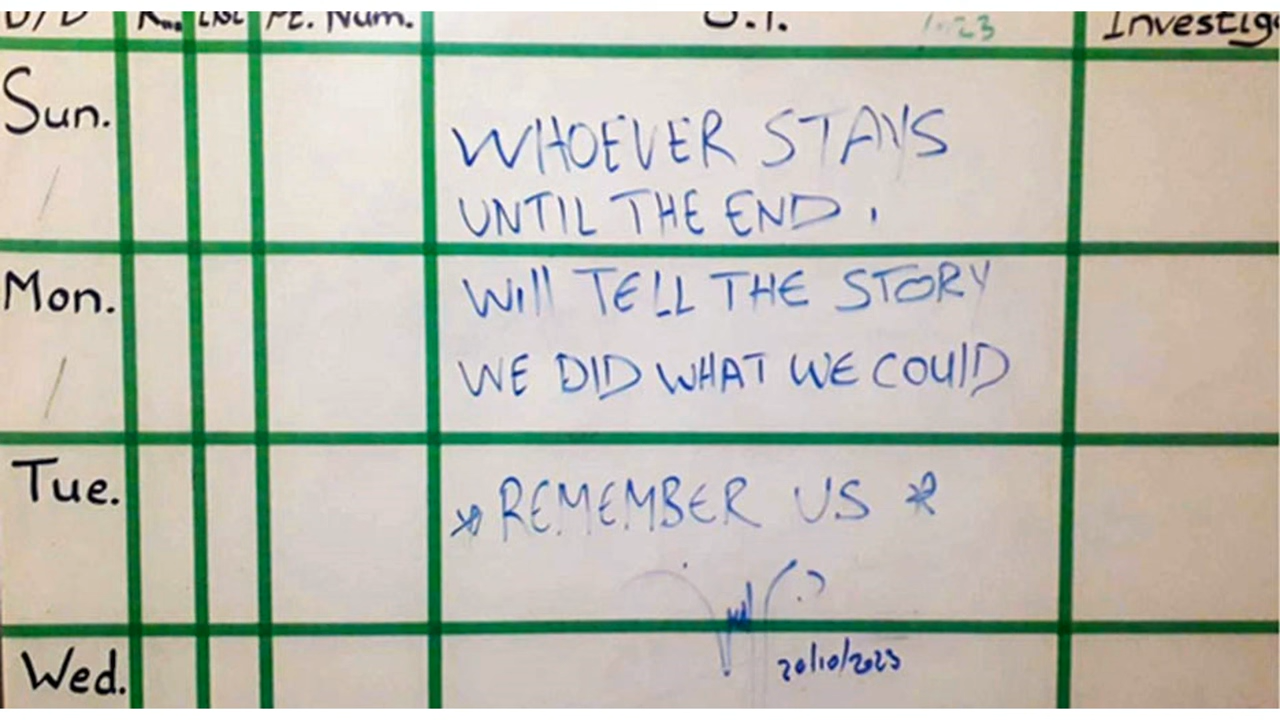 Sun.
WHOEVER STAYS
UNTIL THE END.
Mon.
Will TELL THE STORY
WE DID WHAT WE COUlD
Tue.
*REMEMBER US *
20/10/2023
Wed.